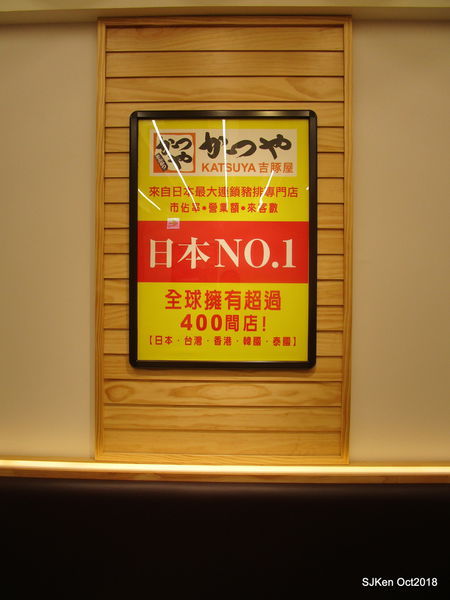 かつや
かつや
KATSUYA 吉豚屋
來自日本最大連鎖豬排專門店
市佔率•營業額•來客數
日本NO.1
全球擁有超過
400間店!
【日本·台灣·香港·韓國·泰國】
SJKen Oct2018